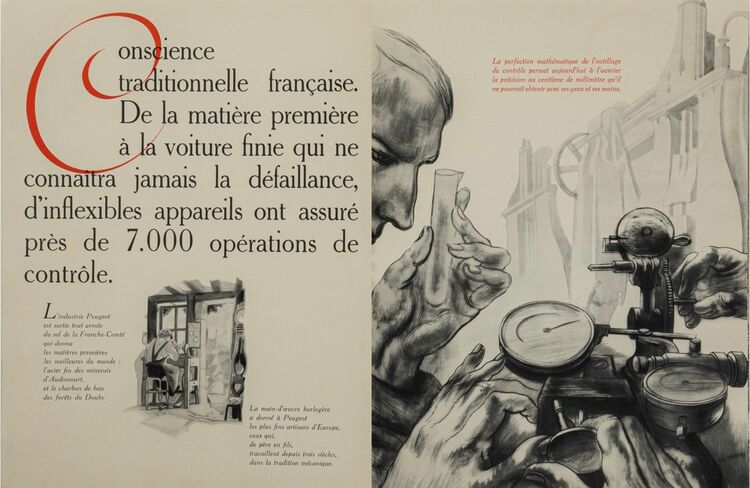 Conscience
traditionnelle française.
De la matière première
à la voiture finie qui ne
connaîtra jamais la défaillance,
d'inflexibles appareils ont assuré
près de 7.000 opérations de
contrôle.
L'industrie Peugeot
est sortie tout armée
du sol de la Franche-Comté
qui donna
les matières premières
les meilleures du monde :
l'acier fin des minerais
d'Audincourt,
et le charbon de bois
des forêts du Doubs.
La main-d'œuvre horlogère
a donné à Peugeot
les plus fins artisans d'Europe,
ceux qui,
de père en fils,
travaillent depuis trois siècles,
dans la tradition mécanique.
La perfection mathématique de l'outillage
de contrôle permet aujourd'hui à l'ouvrier
la précision au centième de millimètre qu'il
ne pourrait obtenir avec ses yeux et ses mains.